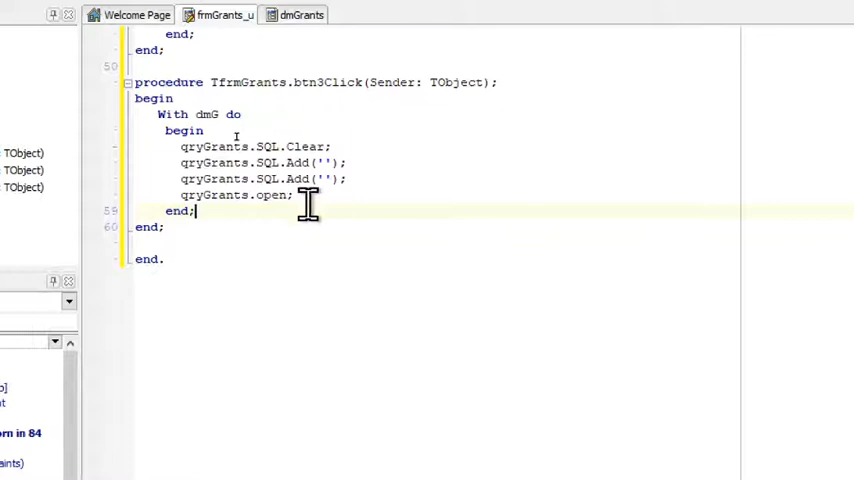 Welcome Page
frmGrants_u
dmGrants
end;
end;
50
procedure TfrmGrants.btn3Click(Sender: TObject);
begin
With dmG do
begin
qryGrants.SQL.Clear;
qryGrants.SQL.Add('');
qryGrants.SQL.Add('');
qryGrants.open;
59 end;
60 end;
end.
: TObject)
: TObject)
: TObject)
o]
t
orn in 84
aints)